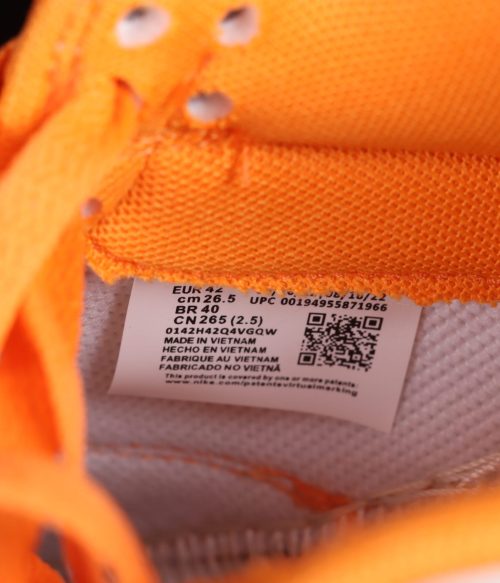 EUR 42
cm 26.5 UPC 00194955871966
BR 40
CN 265 (2.5)
0142H42Q4VGQW
MADE IN VIETNAM
HECHO EN VIETNAM
FABRIQUE AU VIETNAM
FABRICADO NO VIETNÃ
This product is covered by one or more patents:
www.nike.com/patentsvirtualmarking